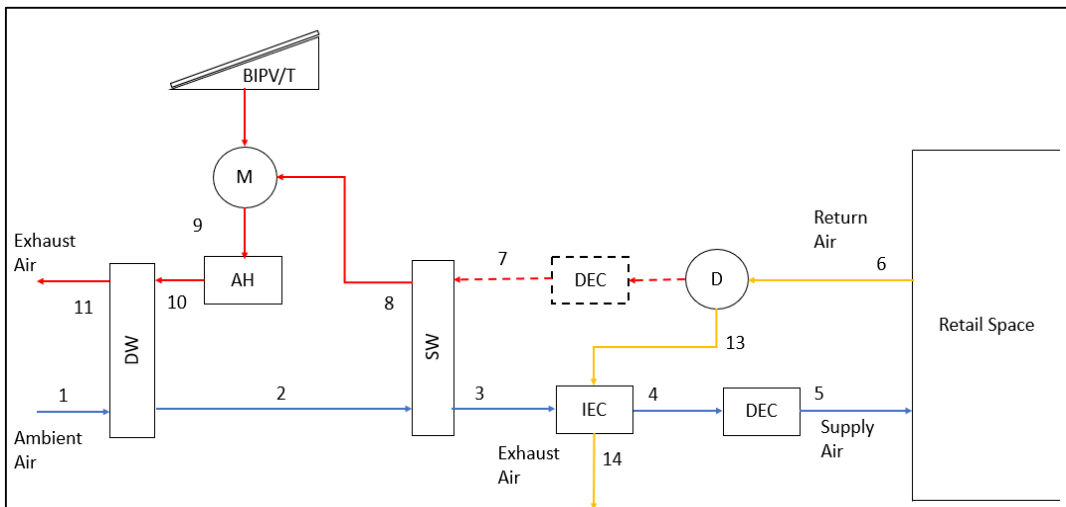 BIPV/T
M
9
Exhaust
Air
AH
11
10
DW
8
SW
7
DEC
D
Return
Air
6
Retail Space
13
1
2
3
IEC
4
DEC
5
Ambient
Air
Exhaust
Air
14
Supply
Air